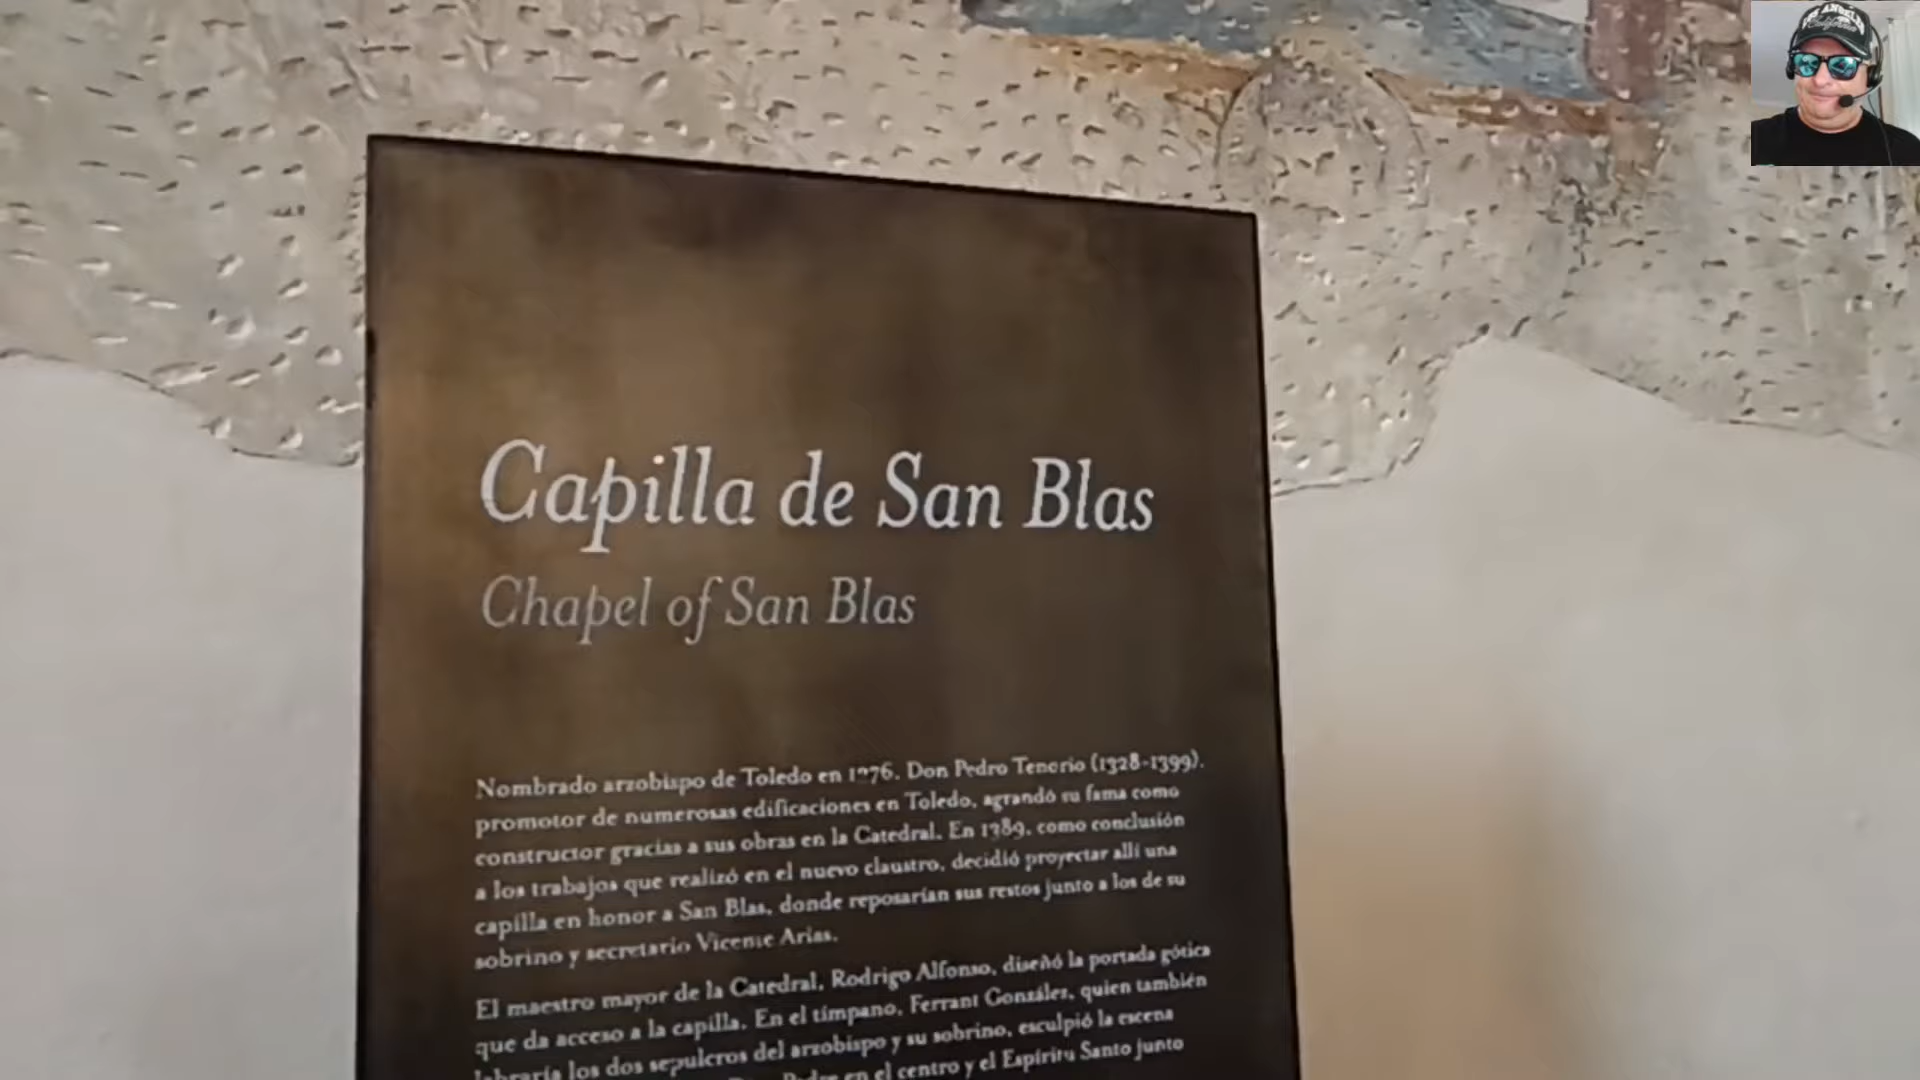 LOS ANGELES
California
Capilla de San Blas
Chapel of San Blas
Nombrado arzobispo de Toledo en 1376. Don Pedro Tenorio (1328-1399),
promotor de numerosas edificaciones en Toledo, agrandó su fama como
constructor gracias a sus obras en la Catedral. En 1389, como conclusión
a los trabajos que realizó en el nuevo claustro, decidió proyectar allí una
capilla en honor a San Blas, donde reposarían sus restos junto a los de su
sobrino y secretario Vicente Arias.
El maestro mayor de la Catedral, Rodrigo Alfonso, diseñó la portada gótica
que da acceso a la capilla. En el tímpano, Ferrant González, quien también
labraría los dos sepulcros del arzobispo y su sobrino, esculpió la escena
Padre en el centro y el Espíritu Santo junto